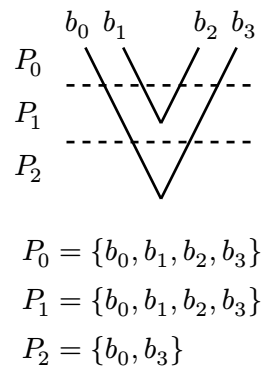 b₀ b₁ b₂ b₃
P₀
P₁
P₂
P₀ = {b₀, b₁, b₂, b₃}
P₁ = {b₀, b₁, b₂, b₃}
P₂ = {b₀, b₃}